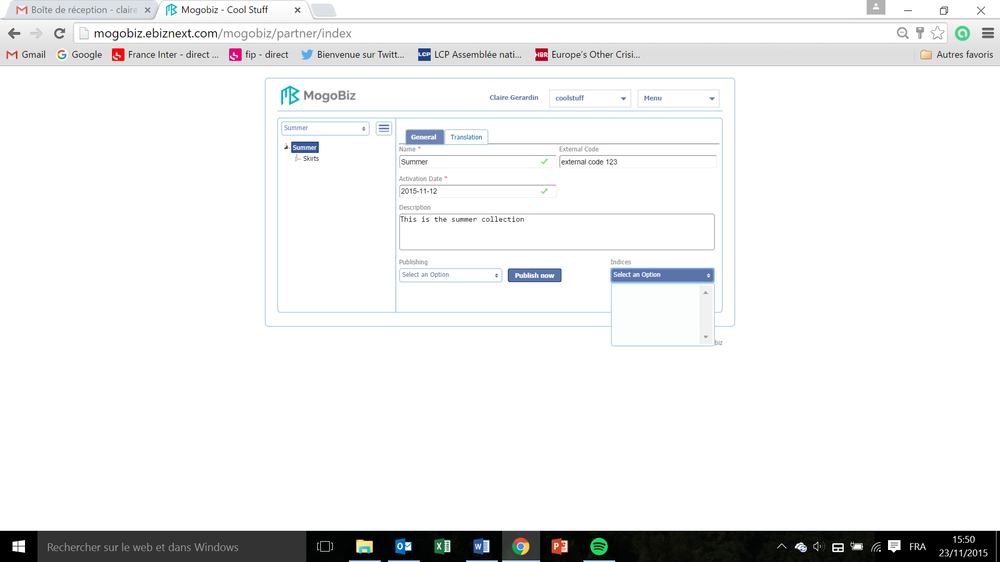 Boîte de réception - claire
Mogobiz - Cool Stuff
mogobiz.ebiznext.com/mogobiz/partner/index
Gmail
Google
France Inter - direct ...
fip - direct
Bienvenue sur Twitt...
LCP
LCP Assemblée nati...
HBR
Europe's Other Crisi...
Autres favoris
MogoBiz
Claire Gerardin
coolstuff
Menu
Summer
Summer
Skirts
General
Translation
Name *
External Code
Summer
external code 123
Activation Date *
2015-11-12
Description
This is the summer collection
Publishing
Indices
Select an Option
Publish now
Select an Option
biz
Rechercher sur le web et dans Windows
FRA
15:50
23/11/2015